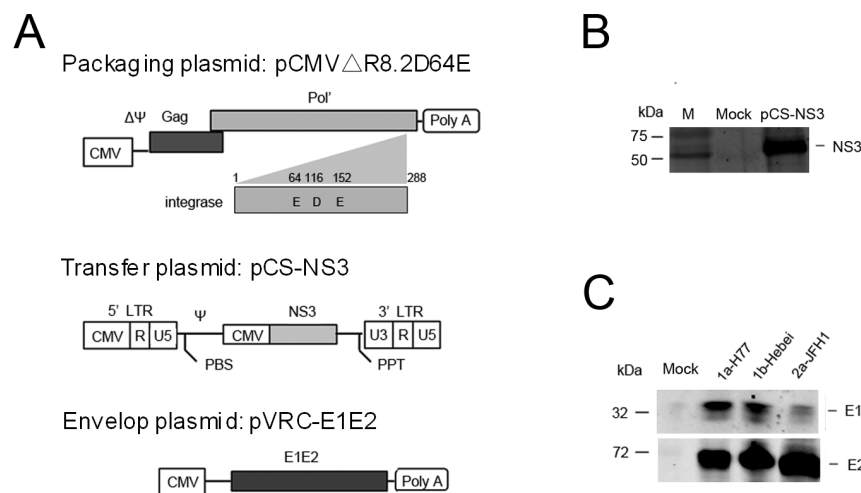 A
Packaging plasmid: pCMV△R8.2D64E
Pol'
ΔΨ Gag
CMV
Poly A
1 64 116 152 288
integrase E D E
Transfer plasmid: pCS-NS3
5' LTR Ψ NS3 3' LTR
CMV R U5 CMV U3 R U5
PBS PPT
Envelop plasmid: pVRC-E1E2
E1E2
CMV Poly A
B
kDa M Mock pCS-NS3
75
50
NS3
C
kDa Mock 1a-H77 1b-Hebei 2a-JFH1
32 E1
72
E2